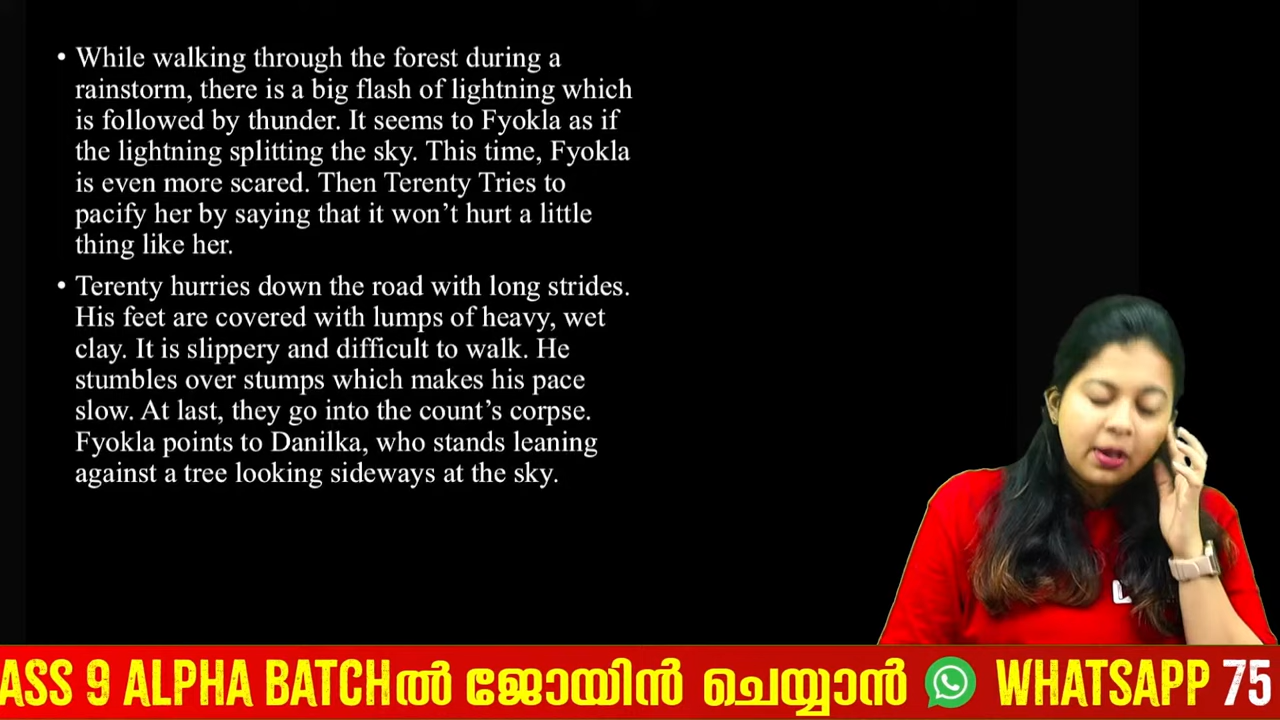 • While walking through the forest during a
rainstorm, there is a big flash of lightning which
is followed by thunder. It seems to Fyokla as if
the lightning splitting the sky. This time, Fyokla
is even more scared. Then Terenty Tries to
pacify her by saying that it won’t hurt a little
thing like her.
• Terenty hurries down the road with long strides.
His feet are covered with lumps of heavy, wet
clay. It is slippery and difficult to walk. He
stumbles over stumps which makes his pace
slow. At last, they go into the count’s corpse.
Fyokla points to Danilka, who stands leaning
against a tree looking sideways at the sky.
ASS 9 ALPHA BATCHൽ ജോയിൻ ചെയ്യാൻ WHATSAPP 75